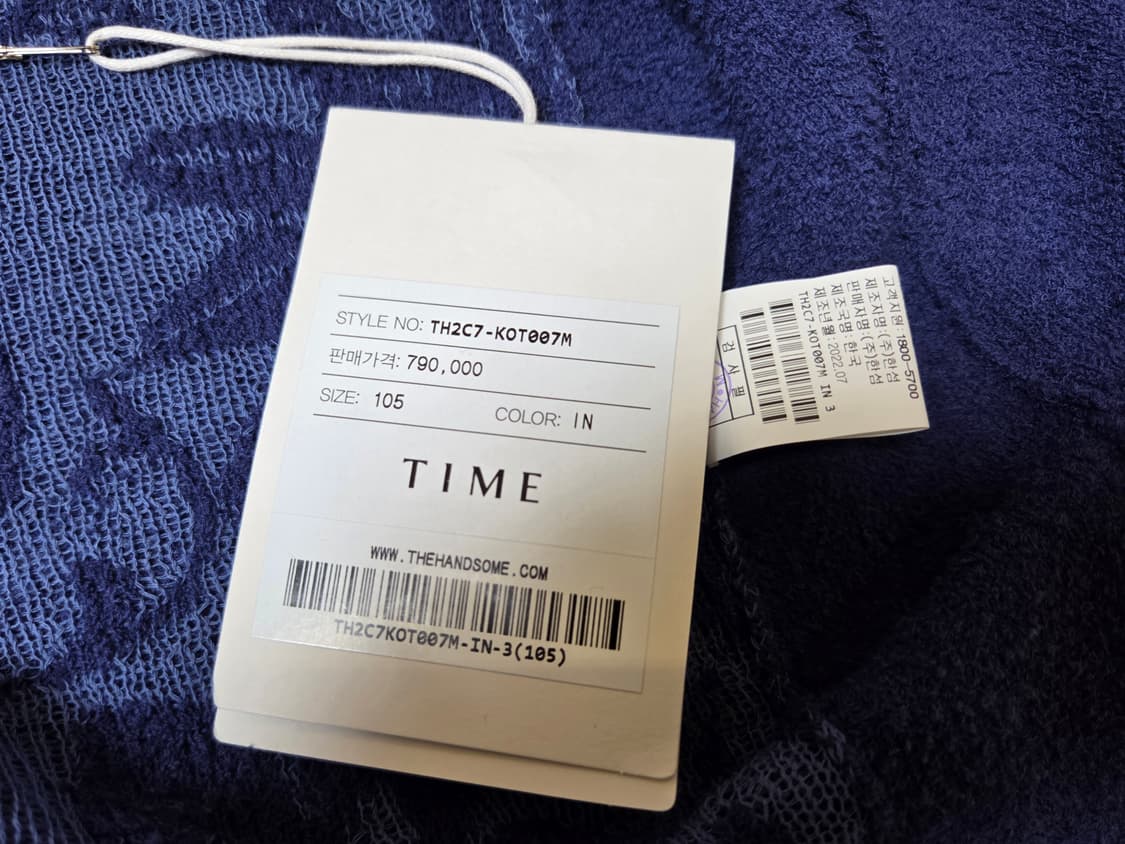 STYLE NO: TH2C7-KOT007M
판매가격: 790,000
SIZE: 105 COLOR: IN
TIME
WWW.THEHANDSOME.COM
TH2C7KOT007M-IN-3(105)
고객지원:1800-5700
제조자명:(주)한섬
판매자명:(주)한섬
제조국명:한국
제조년월:2022.07
TH2C7-KOT007M IN 3
검사필